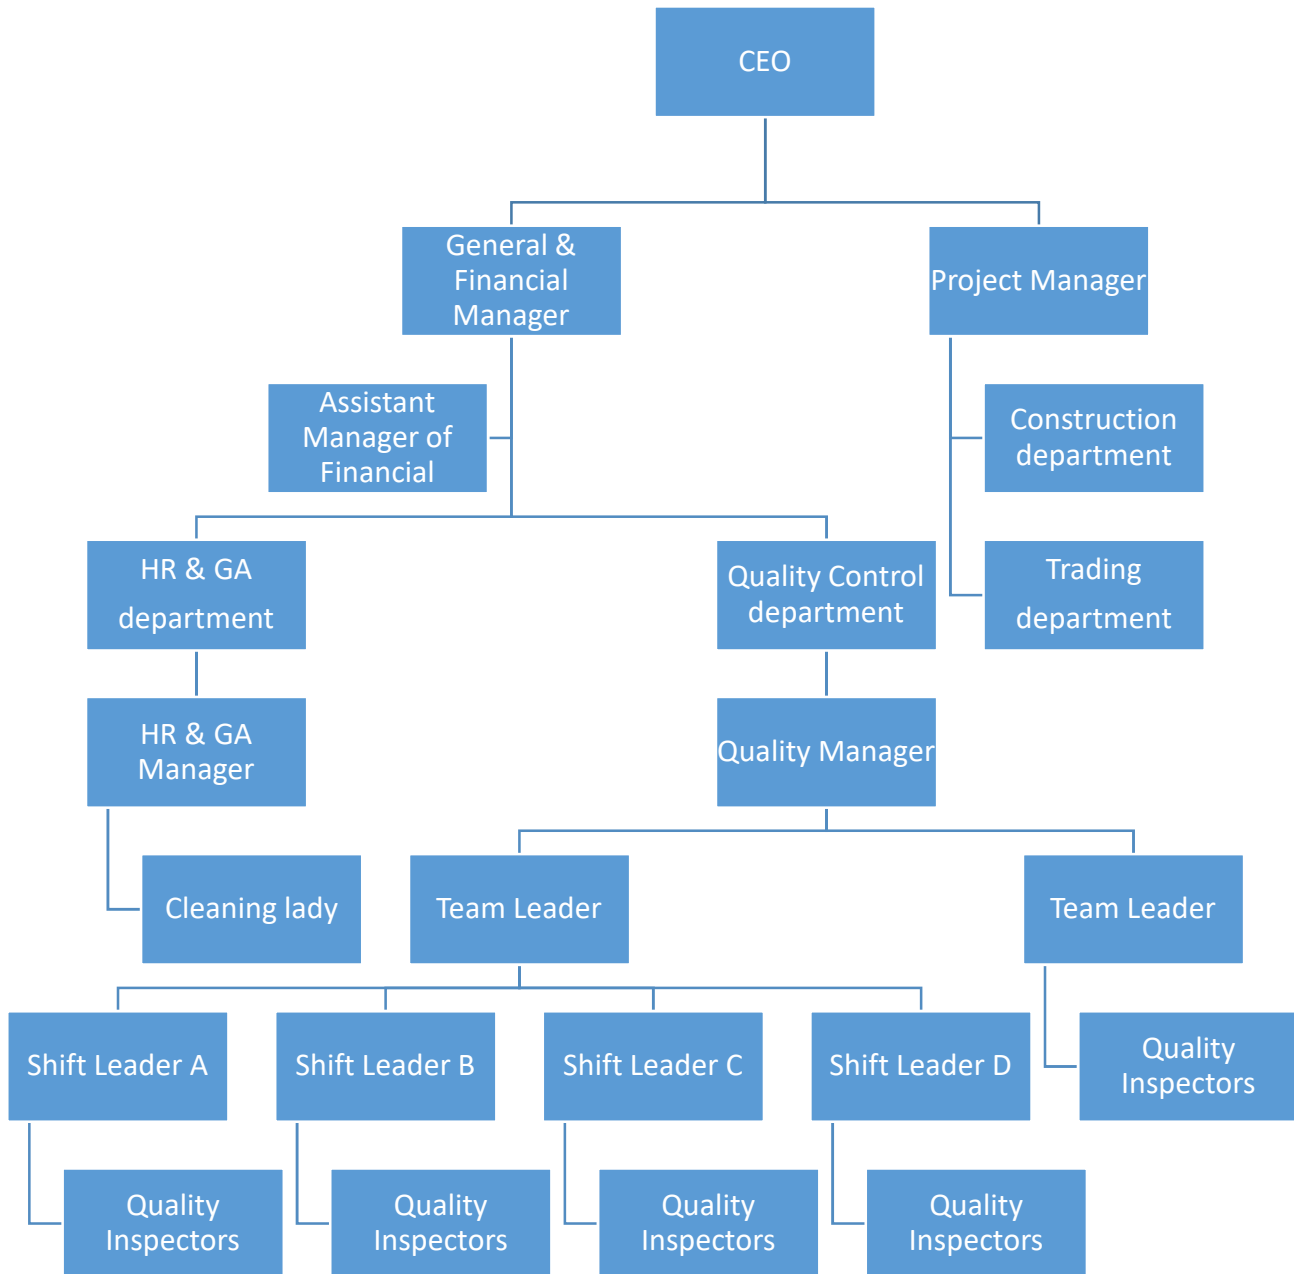 CEO
General &
Financial
Manager
Project Manager
Assistant
Manager of
Financial
Construction
department
HR & GA
department
Quality Control
department
Trading
department
HR & GA
Manager
Quality Manager
Cleaning lady
Team Leader
Team Leader
Shift Leader A
Shift Leader B
Shift Leader C
Shift Leader D
Quality
Inspectors
Quality
Inspectors
Quality
Inspectors
Quality
Inspectors
Quality
Inspectors